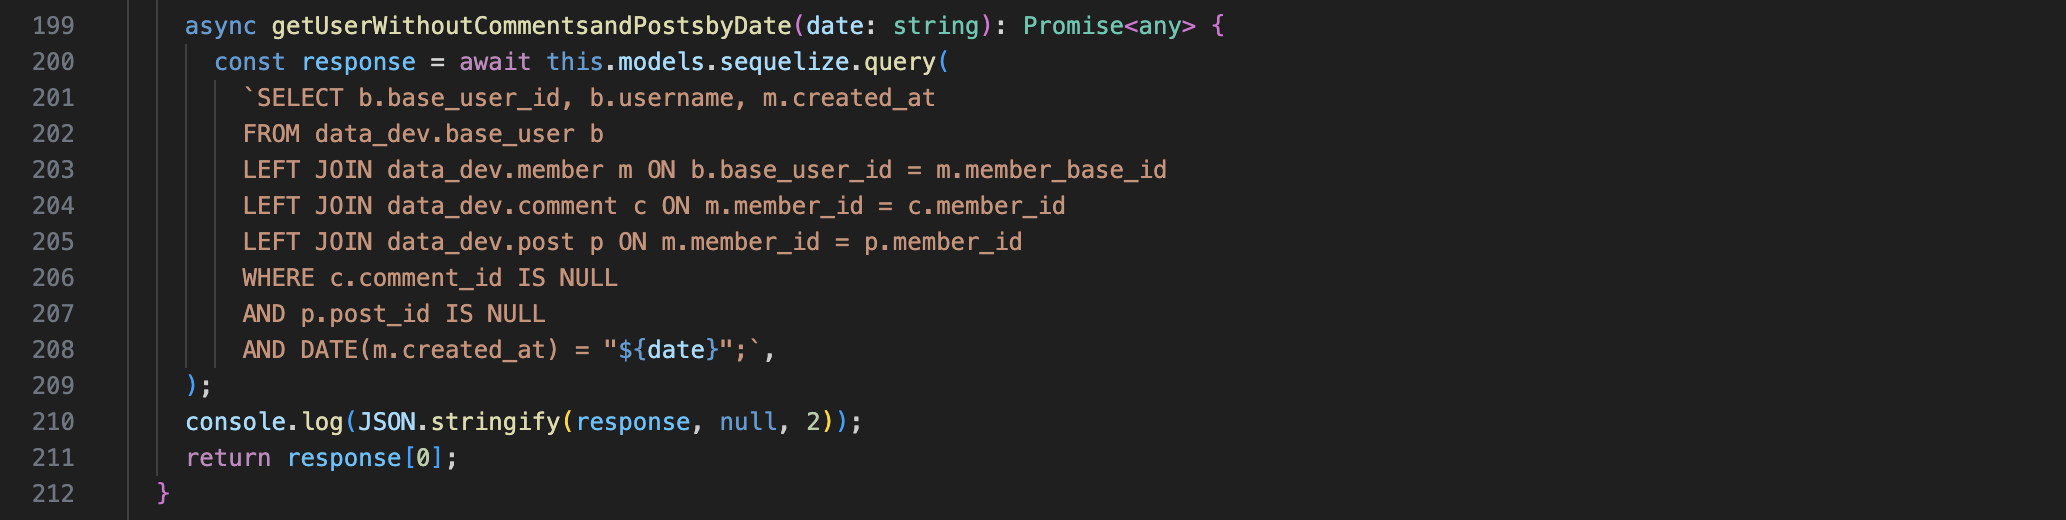 199 async getUserWithoutCommentsandPostsbyDate(date: string): Promise<any> {
200 const response = await this.models.sequelize.query(
201 `SELECT b.base_user_id, b.username, m.created_at
202 FROM data_dev.base_user b
203 LEFT JOIN data_dev.member m ON b.base_user_id = m.member_base_id
204 LEFT JOIN data_dev.comment c ON m.member_id = c.member_id
205 LEFT JOIN data_dev.post p ON m.member_id = p.member_id
206 WHERE c.comment_id IS NULL
207 AND p.post_id IS NULL
208 AND DATE(m.created_at) = "${date}";`,
209 );
210 console.log(JSON.stringify(response, null, 2));
211 return response[0];
212 }